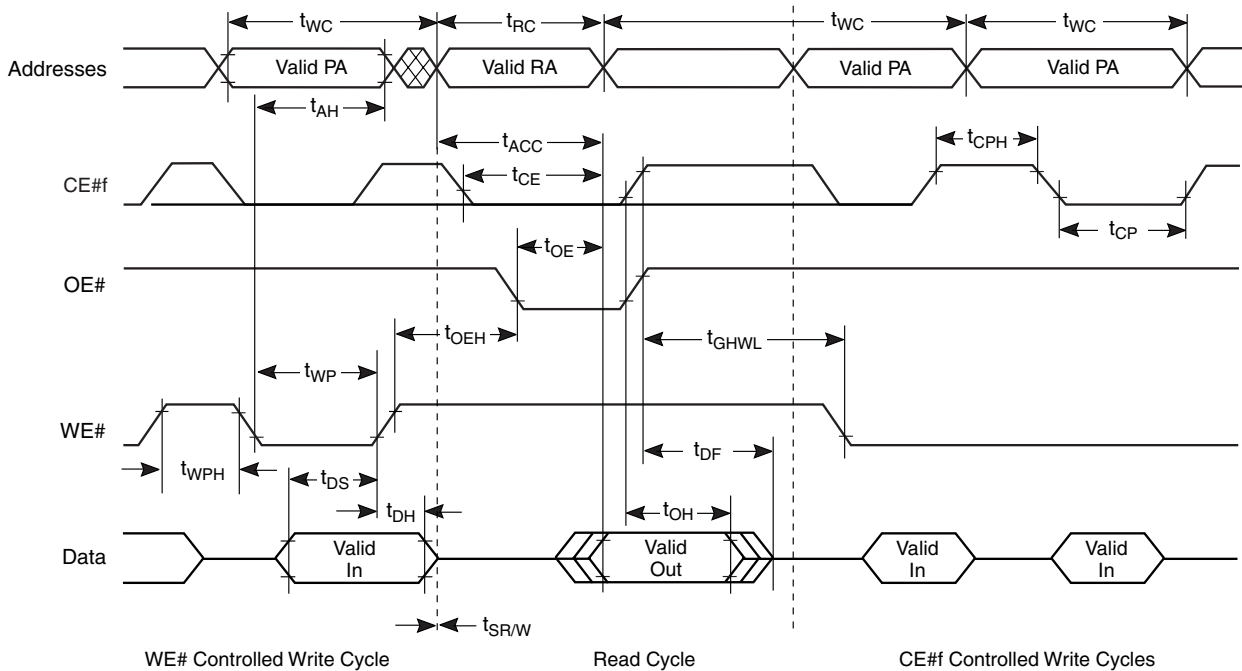 tWC tRC tWC tWC
Addresses Valid PA Valid RA Valid PA Valid PA
tAH
tACC
tCPH
CE#f
tCE
tCP
tOE
OE#
tOEH
tGHWL
tWP
WE#
tDF
tWPH
tDS
tDH
tOH
Data
Valid In
Valid Out
Valid In
Valid In
tSR/W
WE# Controlled Write Cycle Read Cycle CE#f Controlled Write Cycles